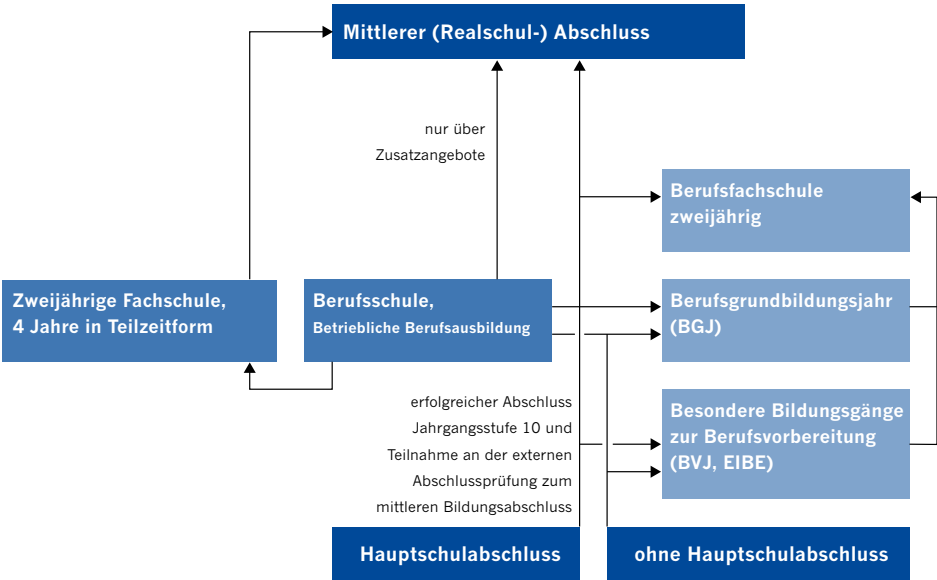 Mittlerer (Realschul-) Abschluss
nur über
Zusatzangebote
Berufsfachschule
zweijährig
Zweijährige Fachschule,
4 Jahre in Teilzeitform
Berufsschule,
Betriebliche Berufsausbildung
Berufsgrundbildungsjahr
(BGJ)
erfolgreicher Abschluss
Jahrgangsstufe 10 und
Teilnahme an der externen
Abschlussprüfung zum
mittleren Bildungsabschluss
Besondere Bildungsgänge
zur Berufsvorbereitung
(BVJ, EIBE)
Hauptschulabschluss
ohne Hauptschulabschluss